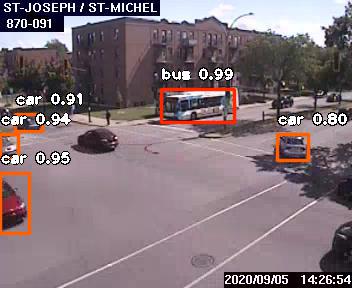 ST-JOSEPH / ST-MICHEL
870-091
bus 0.99
car 0.91
car 0.94
car 0.80
car 0.95
2020/09/05 14:26:54